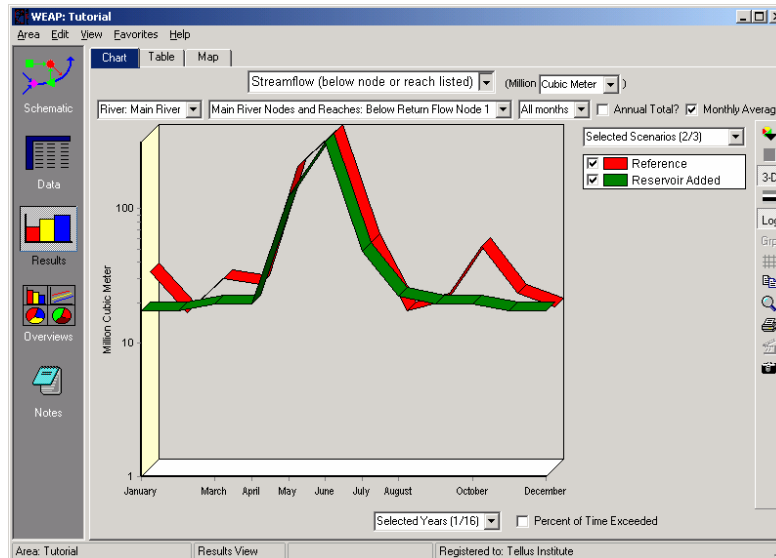 WEAP: Tutorial
Area Edit View Favorites Help
Chart Table Map
Streamflow (below node or reach listed) (Million Cubic Meter )
River: Main River Main River Nodes and Reaches: Below Return Flow Node 1 All months Annual Total? Monthly Averag
Selected Scenarios (2/3)
Reference
Reservoir Added
Schematic
Data
Results
Overviews
Notes
3-D
Log
Grp
Million Cubic Meter
100
10
1
January March April May June July August October December
Selected Years (1/16) Percent of Time Exceeded
Area: Tutorial Results View Registered to: Tellus Institute